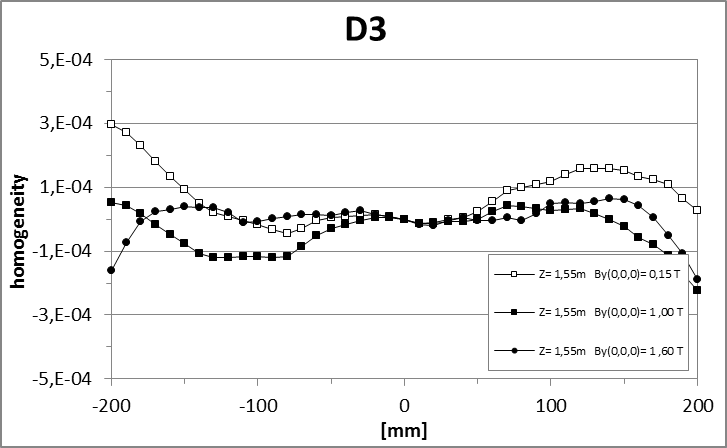 D3
5,E-04
3,E-04
1,E-04
-1,E-04
-3,E-04
-5,E-04
homogeneity
Z= 1,55m By(0,0,0)= 0,15 T
Z= 1,55m By(0,0,0)= 1,00 T
Z= 1,55m By(0,0,0)= 1,60 T
-200 -100 0 100 200
[mm]